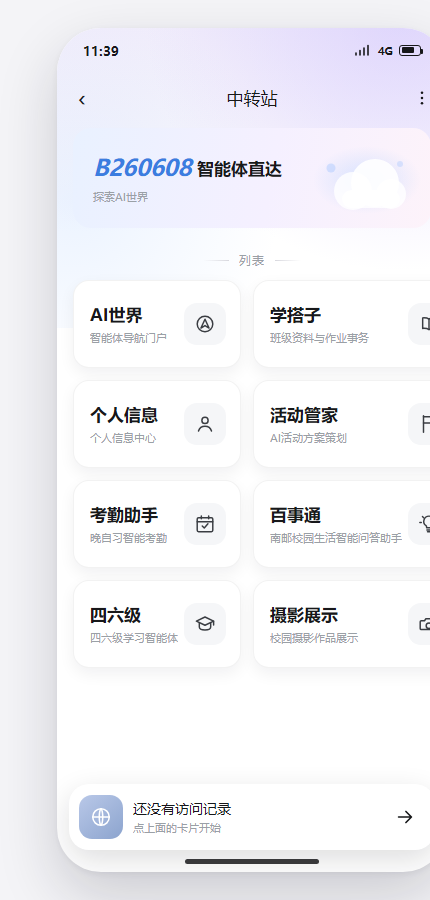 11:39
4G
中转站
B260608 智能体直达
探索AI世界
列表
AI世界
智能体导航门户
学搭子
班级资料与作业事务
个人信息
个人信息中心
活动管家
AI活动方案策划
考勤助手
晚自习智能考勤
百事通
南邮校园生活智能问答助手
四六级
四六级学习智能体
摄影展示
校园摄影作品展示
还没有访问记录
点上面的卡片开始